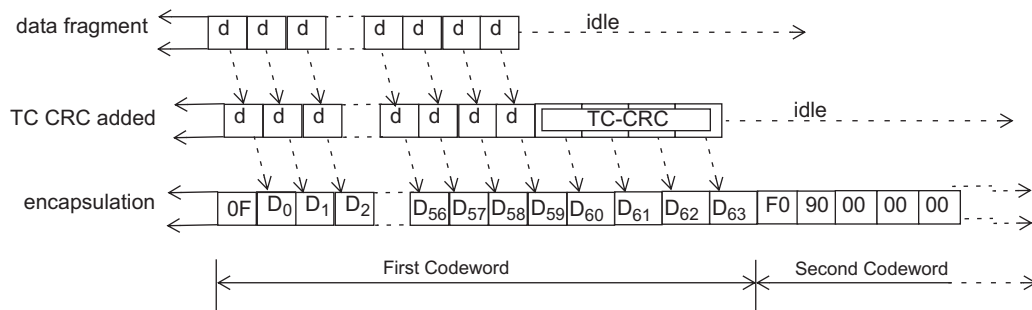 data fragment d d d d d d d idle
TC CRC added d d d d d d d TC-CRC idle
encapsulation 0F D0 D1 D2 D56 D57 D58 D59 D60 D61 D62 D63 F0 90 00 00 00
First Codeword Second Codeword